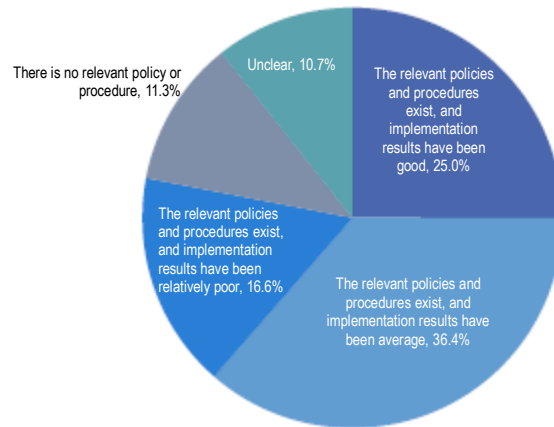 Unclear, 10.7%
There is no relevant policy or
procedure, 11.3%
The relevant policies
and procedures
exist, and
implementation
results have been
good, 25.0%
The relevant policies
and procedures exist,
and implementation
results have been
relatively poor, 16.6%
The relevant policies and
procedures exist, and
implementation results have
been average, 36.4%